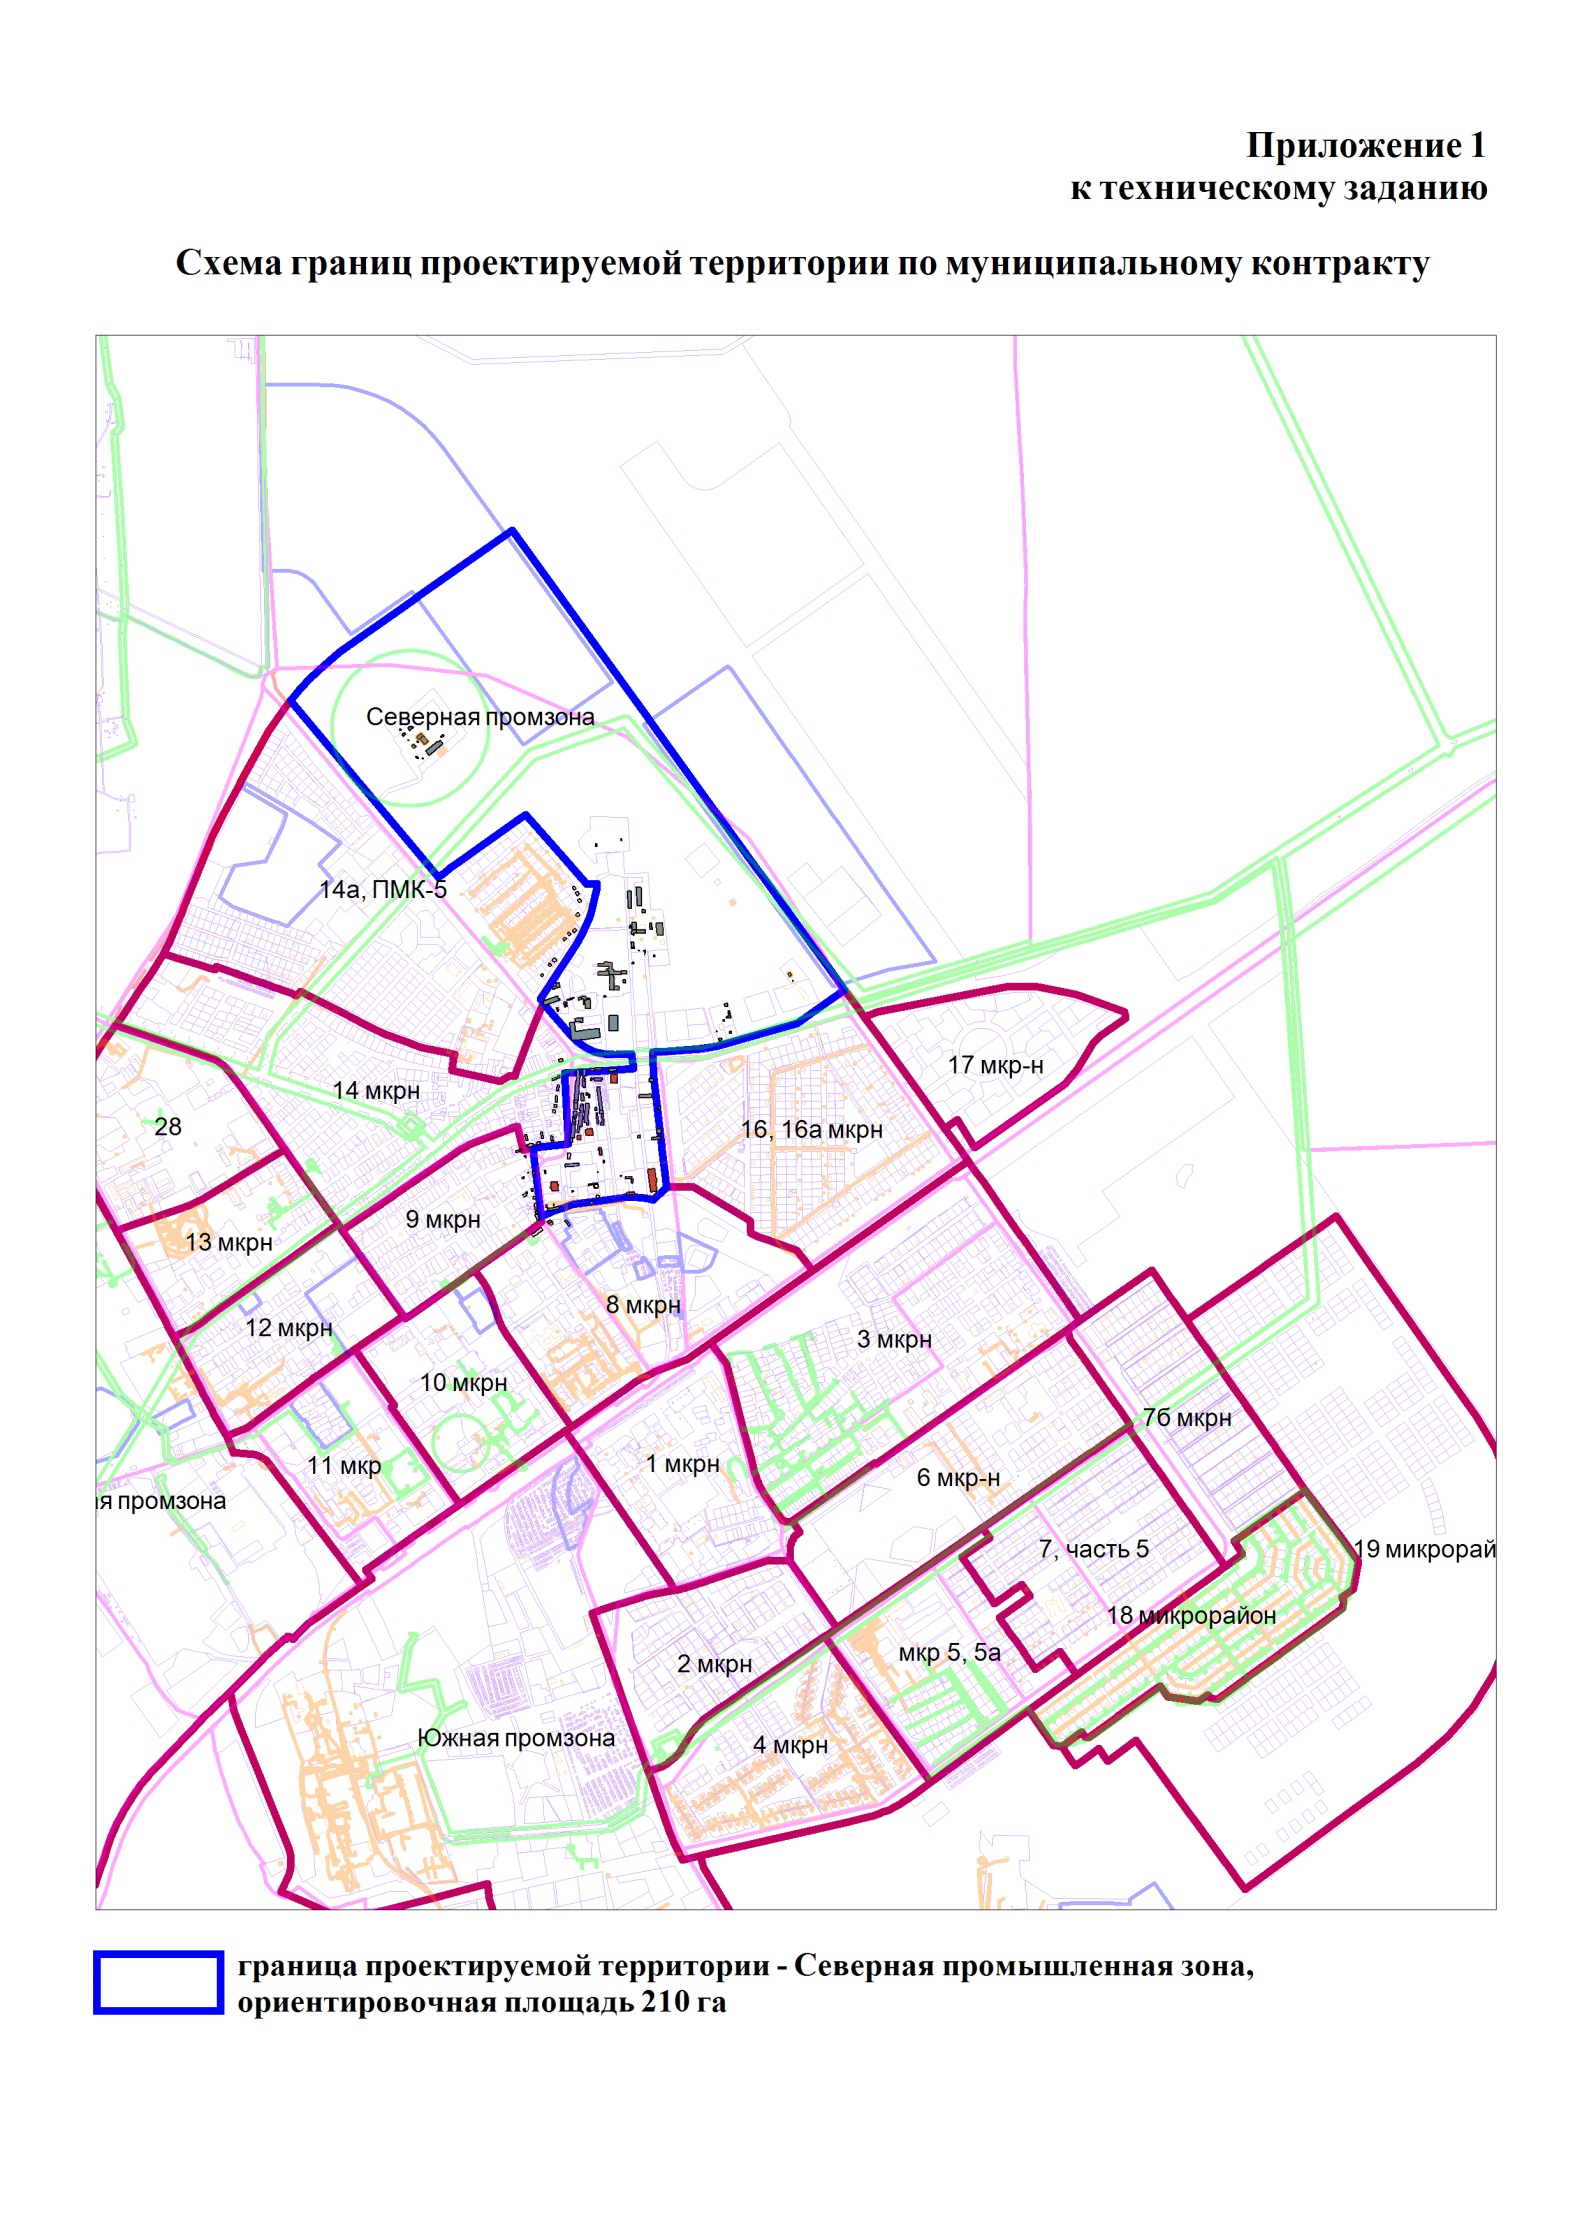 Приложение 1
к техническому заданию
Схема границ проектируемой территории по муниципальному контракту
Северная промзона
14а, ПМК-5
17 мкр-н
14 мкрн
28
16, 16а мкрн
9 мкрн
13 мкрн
8 мкрн
12 мкрн
3 мкрн
10 мкрн
7б мкрн
1 мкрн
11 мкр
6 мкр-н
ая промзона
7, часть 5
19 микрорай
18 микрорайон
мкр 5, 5а
2 мкрн
Южная промзона
4 мкрн
граница проектируемой территории - Северная промышленная зона,
ориентировочная площадь 210 га